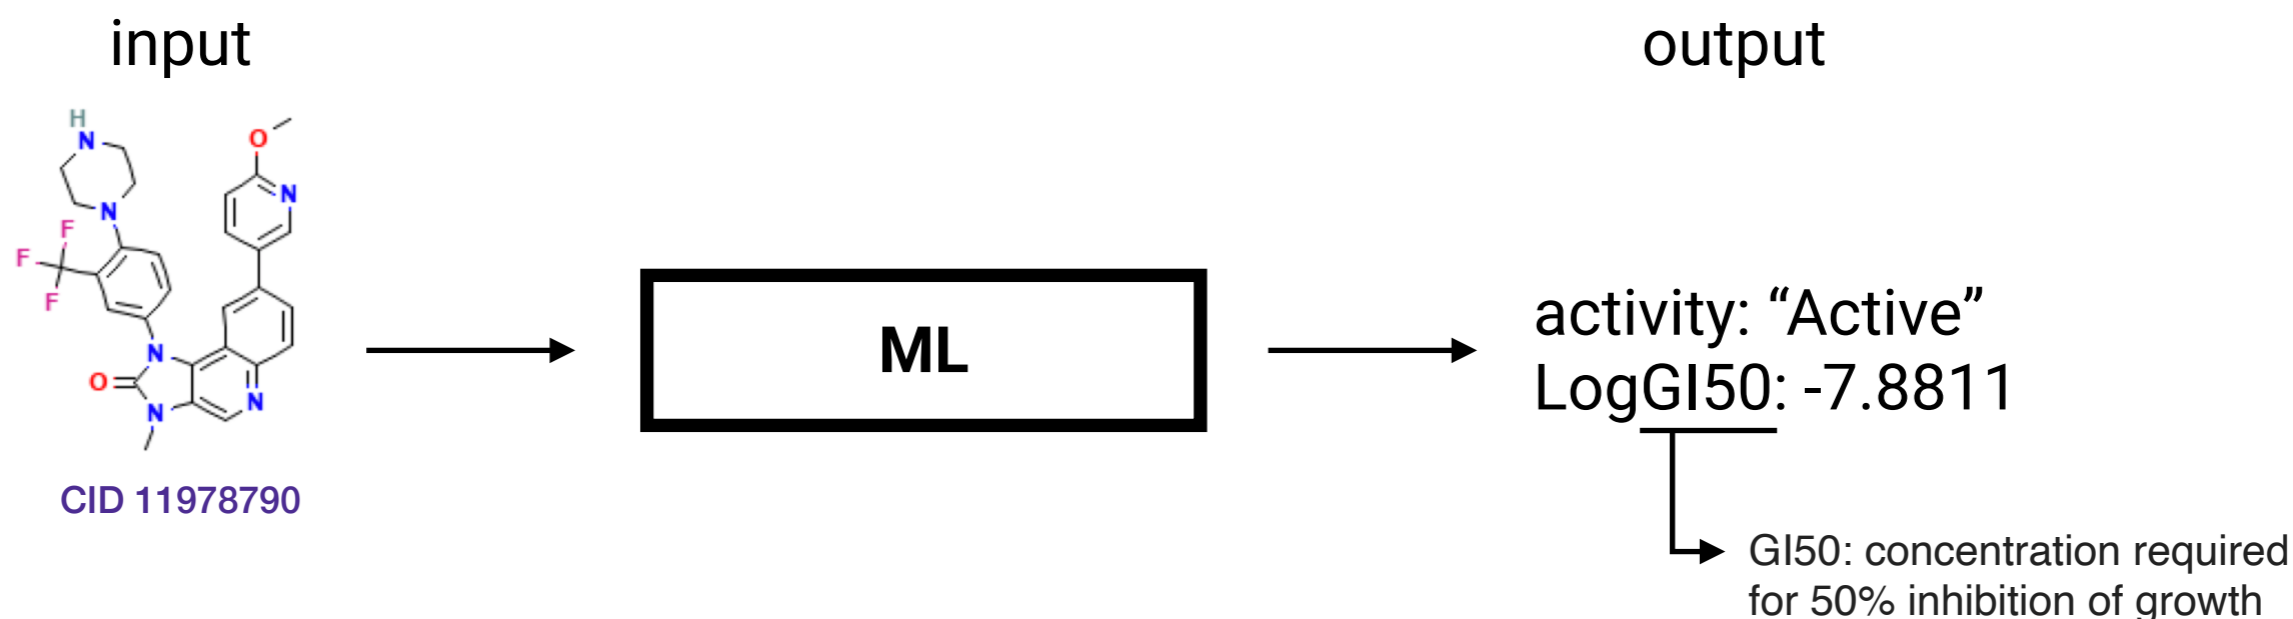 input
output
H
N
O
N
N
F
F
F
N
O
N
N
CID 11978790
ML
activity: “Active”
LogGI50: -7.8811
GI50: concentration required
for 50% inhibition of growth